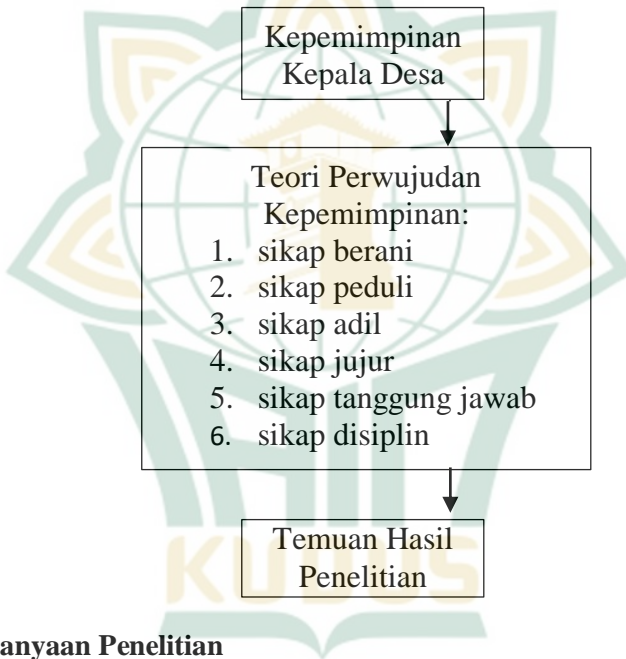 Kepemimpinan
Kepala Desa
Teori Perwujudan
Kepemimpinan:
1. sikap berani
2. sikap peduli
3. sikap adil
4. sikap jujur
5. sikap tanggung jawab
6. sikap disiplin
Temuan Hasil
Penelitian
KUDUS
anyaan Penelitian